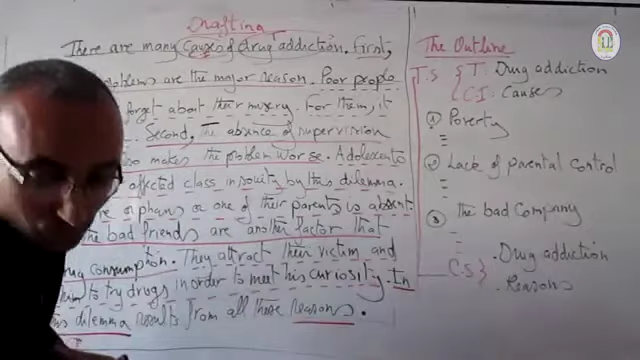 Drafting
There are many causes of drug addiction. First,
problems are the major reason. Poor people
forget about their misery. For them, it
Second, the absence of supervision
makes the problem worse. Adolescents
affected class in soucity by this dilemma.
orphans or one of their parents is absent.
the bad friends are another factor that
consumption. They attract their victim and
to try drugs in order to meet his curiosity. In
dilemma results from all these reasons.
The Outline
T.S { T: Drug addiction
C.I: Causes
1 Poverty
2 Lack of parental control
3 The bad Company
C.S } . Drug addiction
. Reasons